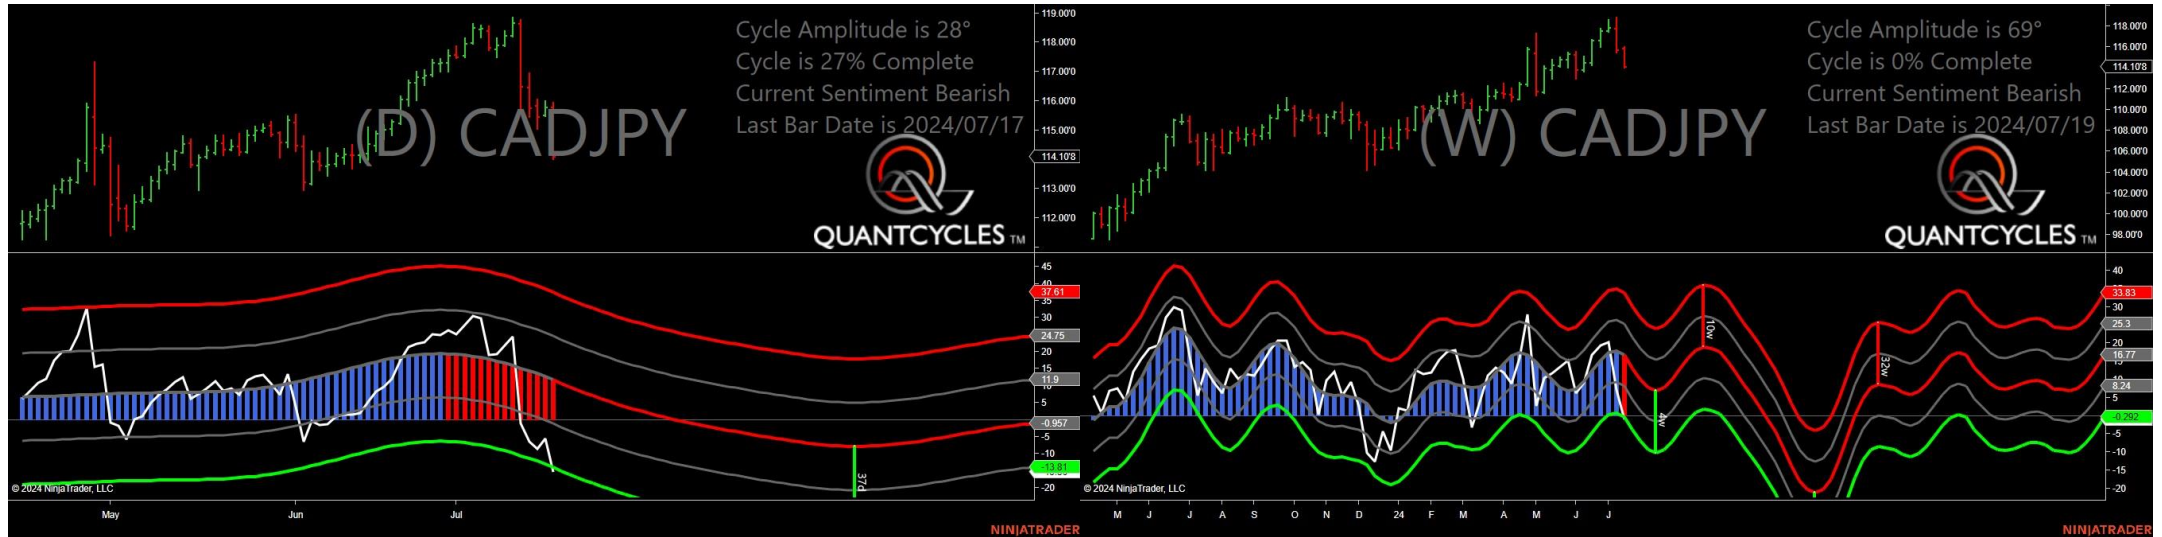 Cycle Amplitude is 28°
Cycle is 27% Complete
Current Sentiment Bearish
Last Bar Date is 2024/07/17
(D) CADJPY
QUANTCYCLES TM
119.00'0
118.00'0
117.00'0
116.00'0
115.00'0
114.10'8
113.00'0
112.00'0
45
40
37.61
35
30
24.75
20
15
11.9
5
-0.957
-5
-10
-13.81
-20
37d
© 2024 NinjaTrader, LLC
May Jun Jul
NINJATRADER
Cycle Amplitude is 69°
Cycle is 0% Complete
Current Sentiment Bearish
Last Bar Date is 2024/07/19
(W) CADJPY
QUANTCYCLES TM
118.00'0
116.00'0
114.10'8
112.00'0
110.00'0
108.00'0
106.00'0
104.00'0
102.00'0
100.00'0
98.00'0
40
33.83
30
25.3
16.77
8.24
5
-0.292
-5
-10
-15
-20
10w
32w
4w
© 2024 NinjaTrader, LLC
M J J A S O N D 24 F M A M J J
NINJATRADER